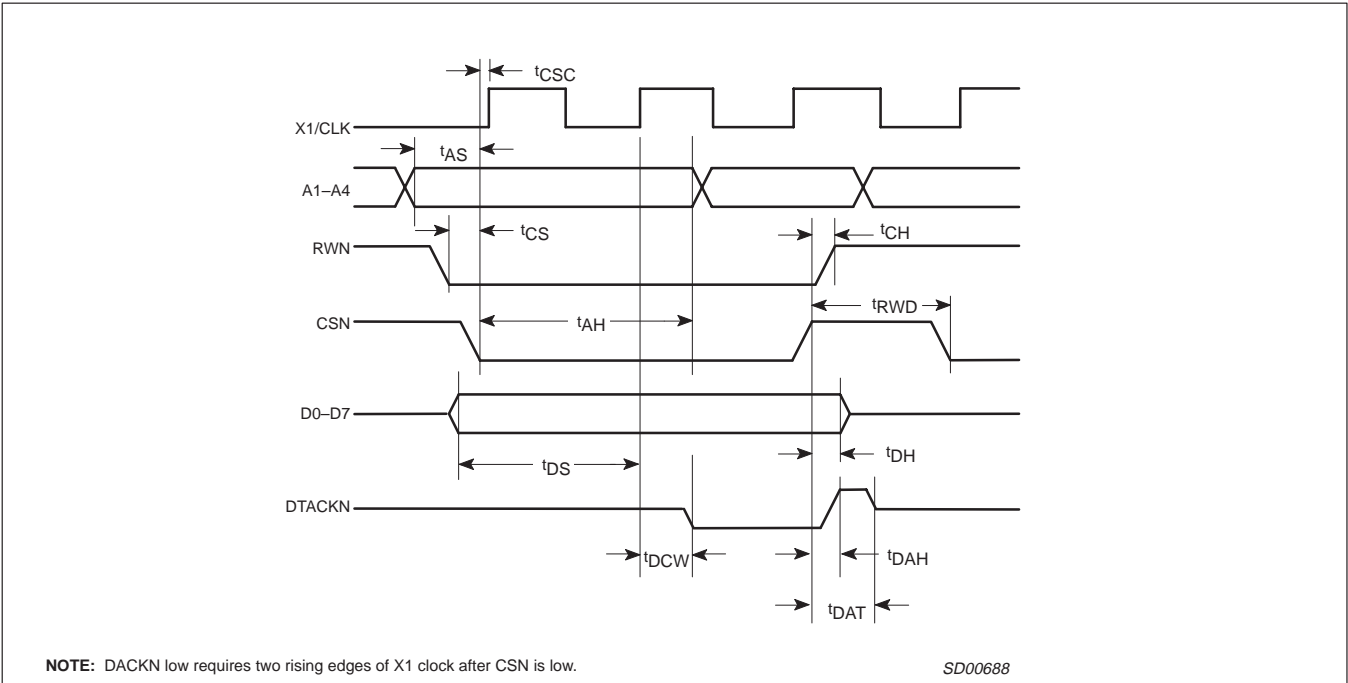 tCSC
X1/CLK
tAS
A1–A4
tCS
tCH
RWN
tRWD
CSN
tAH
D0–D7
tDS
tDH
DTACKN
tDCW
tDAH
tDAT
NOTE: DACKN low requires two rising edges of X1 clock after CSN is low.
SD00688